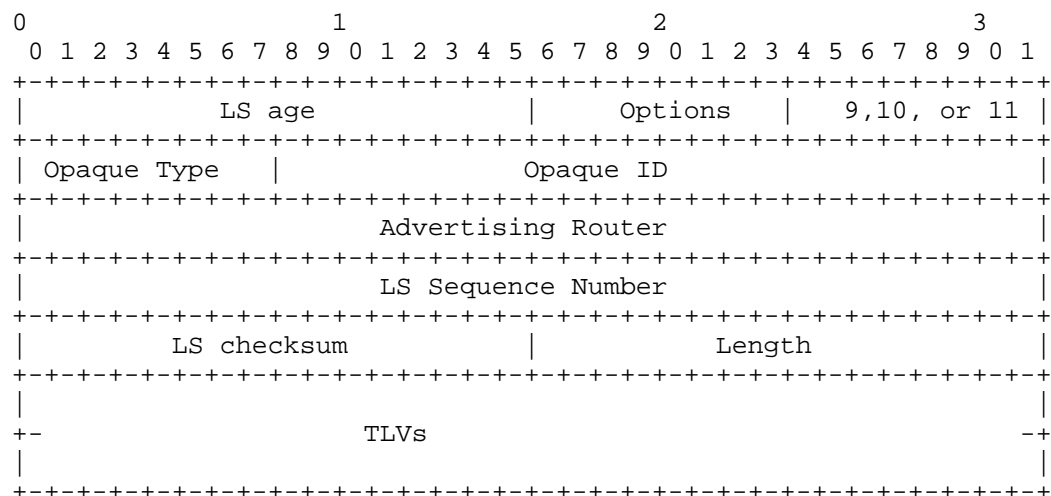 0                   1                   2                   3
 0 1 2 3 4 5 6 7 8 9 0 1 2 3 4 5 6 7 8 9 0 1 2 3 4 5 6 7 8 9 0 1
+-+-+-+-+-+-+-+-+-+-+-+-+-+-+-+-+-+-+-+-+-+-+-+-+-+-+-+-+-+-+-+-+
|            LS age             |     Options   |   9,10, or 11 |
+-+-+-+-+-+-+-+-+-+-+-+-+-+-+-+-+-+-+-+-+-+-+-+-+-+-+-+-+-+-+-+-+
| Opaque Type   |               Opaque ID                       |
+-+-+-+-+-+-+-+-+-+-+-+-+-+-+-+-+-+-+-+-+-+-+-+-+-+-+-+-+-+-+-+-+
|                      Advertising Router                       |
+-+-+-+-+-+-+-+-+-+-+-+-+-+-+-+-+-+-+-+-+-+-+-+-+-+-+-+-+-+-+-+-+
|                      LS Sequence Number                       |
+-+-+-+-+-+-+-+-+-+-+-+-+-+-+-+-+-+-+-+-+-+-+-+-+-+-+-+-+-+-+-+-+
|         LS checksum           |           Length              |
+-+-+-+-+-+-+-+-+-+-+-+-+-+-+-+-+-+-+-+-+-+-+-+-+-+-+-+-+-+-+-+-+
|                                                               |
+-                    TLVs                                     -+
|                                                               |
+-+-+-+-+-+-+-+-+-+-+-+-+-+-+-+-+-+-+-+-+-+-+-+-+-+-+-+-+-+-+-+-+